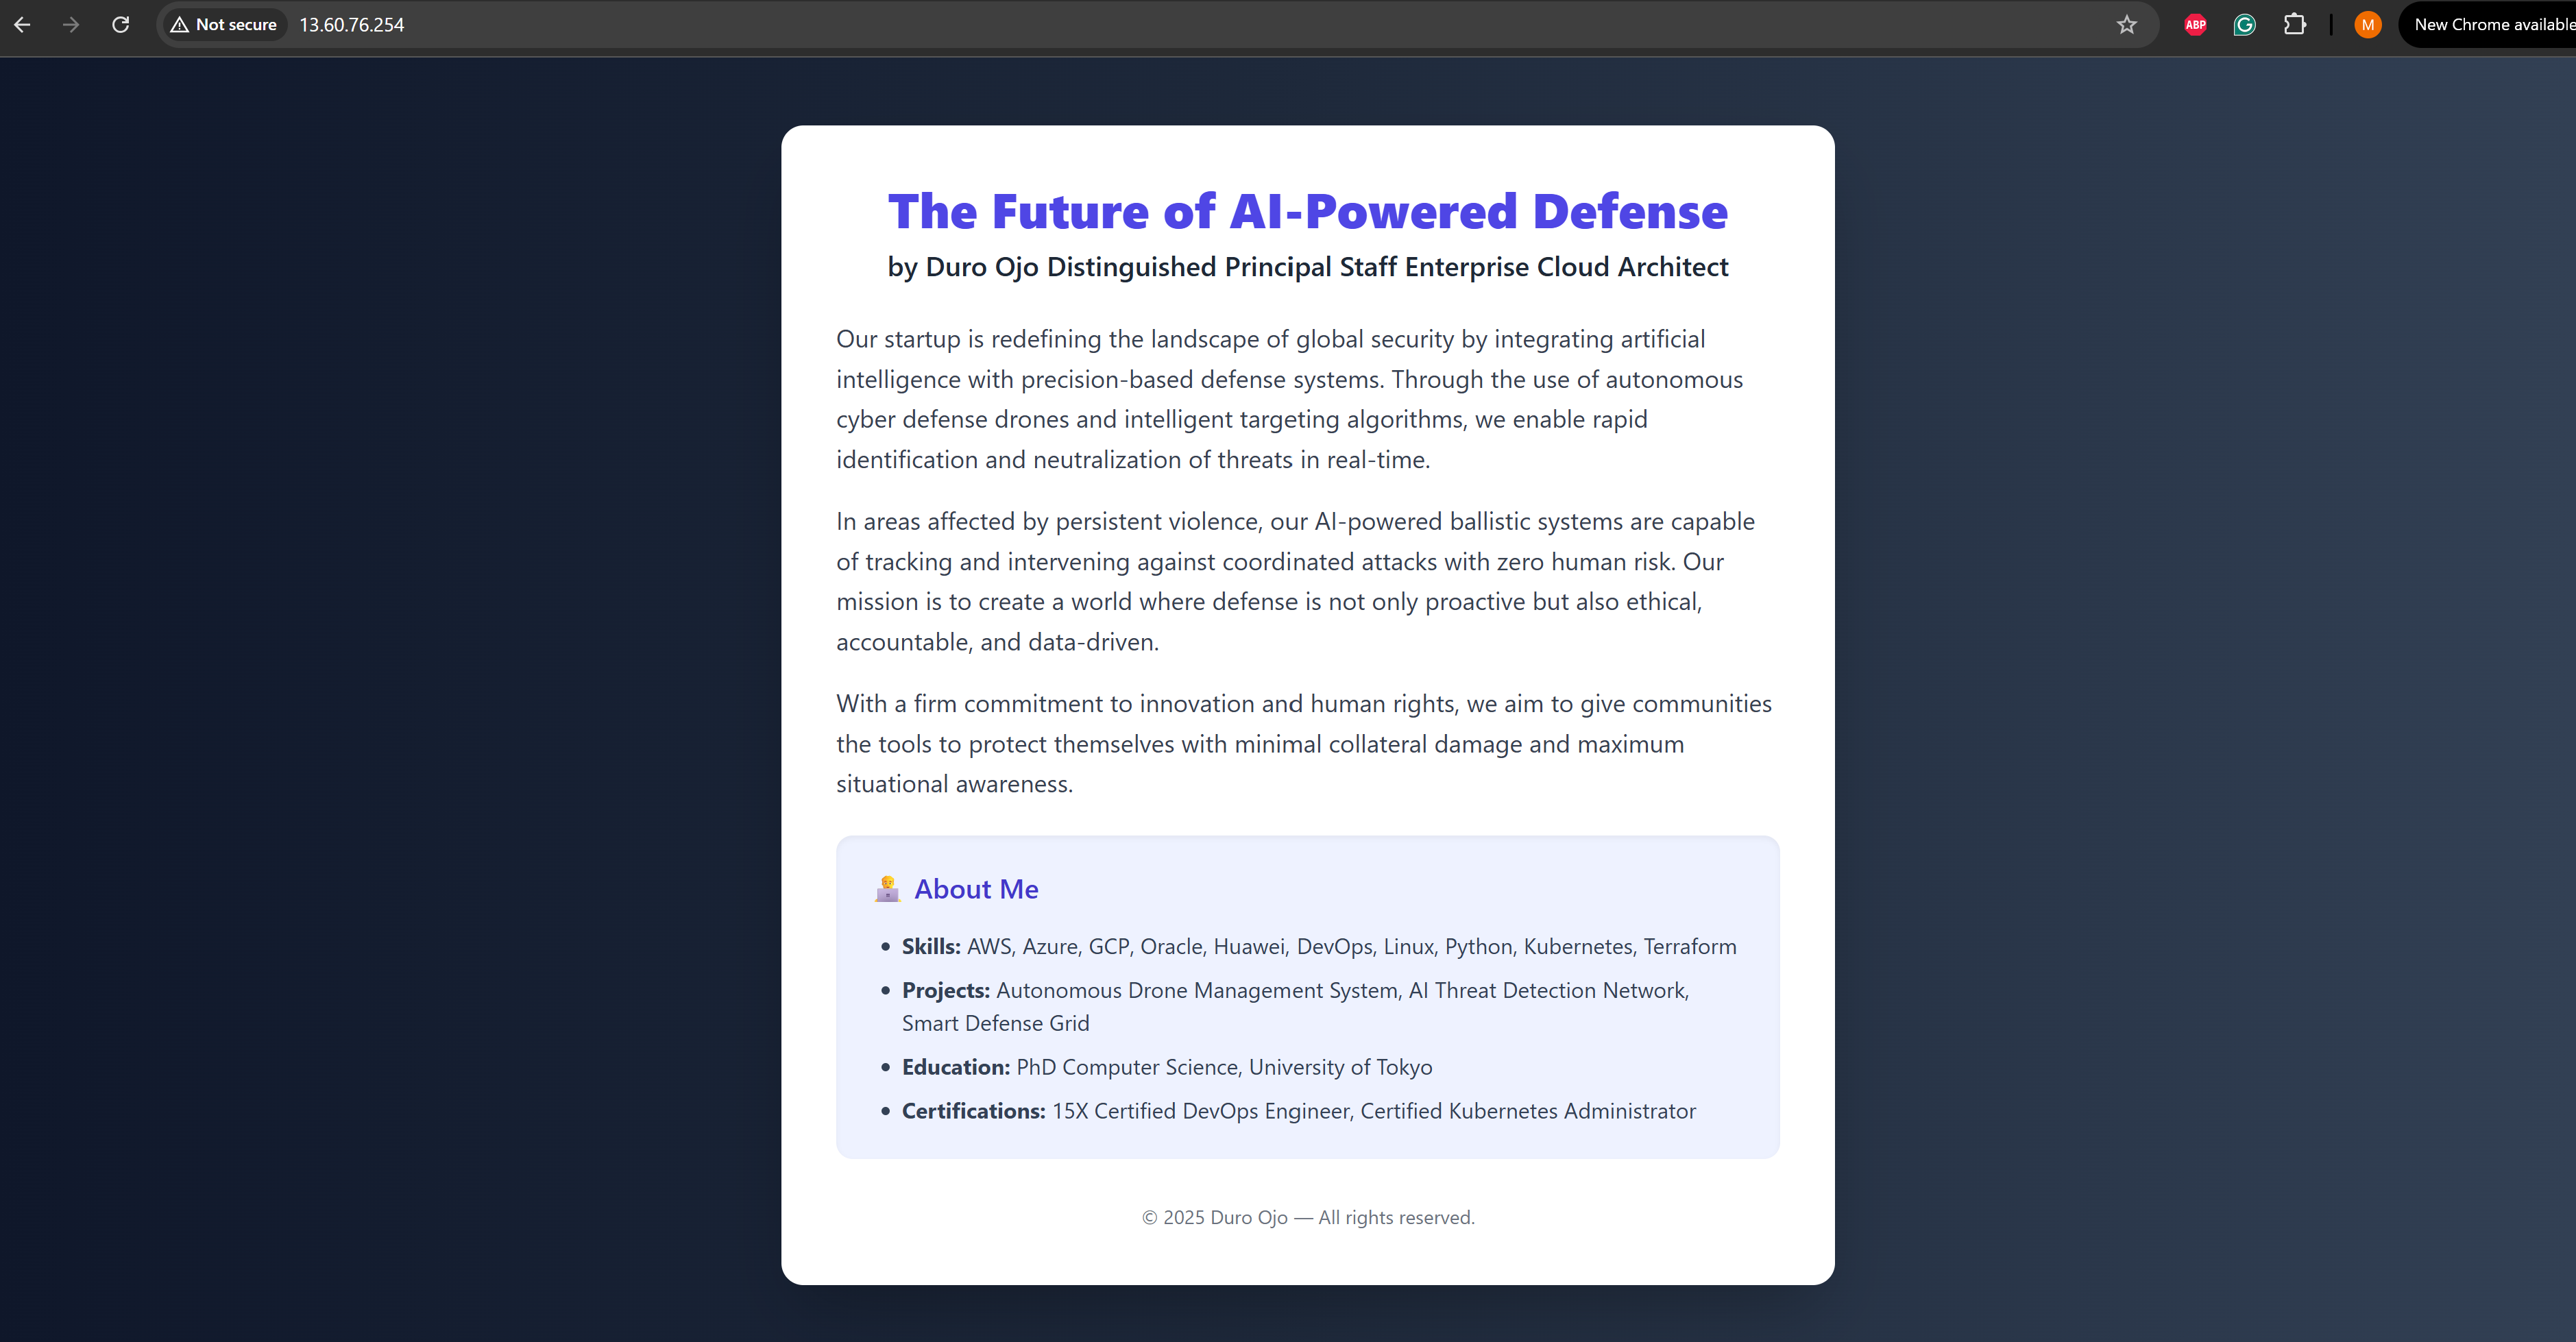 Not secure
13.60.76.254
ABP
G
M
New Chrome available
The Future of AI-Powered Defense
by Duro Ojo Distinguished Principal Staff Enterprise Cloud Architect
Our startup is redefining the landscape of global security by integrating artificial
intelligence with precision-based defense systems. Through the use of autonomous
cyber defense drones and intelligent targeting algorithms, we enable rapid
identification and neutralization of threats in real-time.
In areas affected by persistent violence, our AI-powered ballistic systems are capable
of tracking and intervening against coordinated attacks with zero human risk. Our
mission is to create a world where defense is not only proactive but also ethical,
accountable, and data-driven.
With a firm commitment to innovation and human rights, we aim to give communities
the tools to protect themselves with minimal collateral damage and maximum
situational awareness.
About Me
• Skills: AWS, Azure, GCP, Oracle, Huawei, DevOps, Linux, Python, Kubernetes, Terraform
• Projects: Autonomous Drone Management System, AI Threat Detection Network,
Smart Defense Grid
• Education: PhD Computer Science, University of Tokyo
• Certifications: 15X Certified DevOps Engineer, Certified Kubernetes Administrator
© 2025 Duro Ojo — All rights reserved.